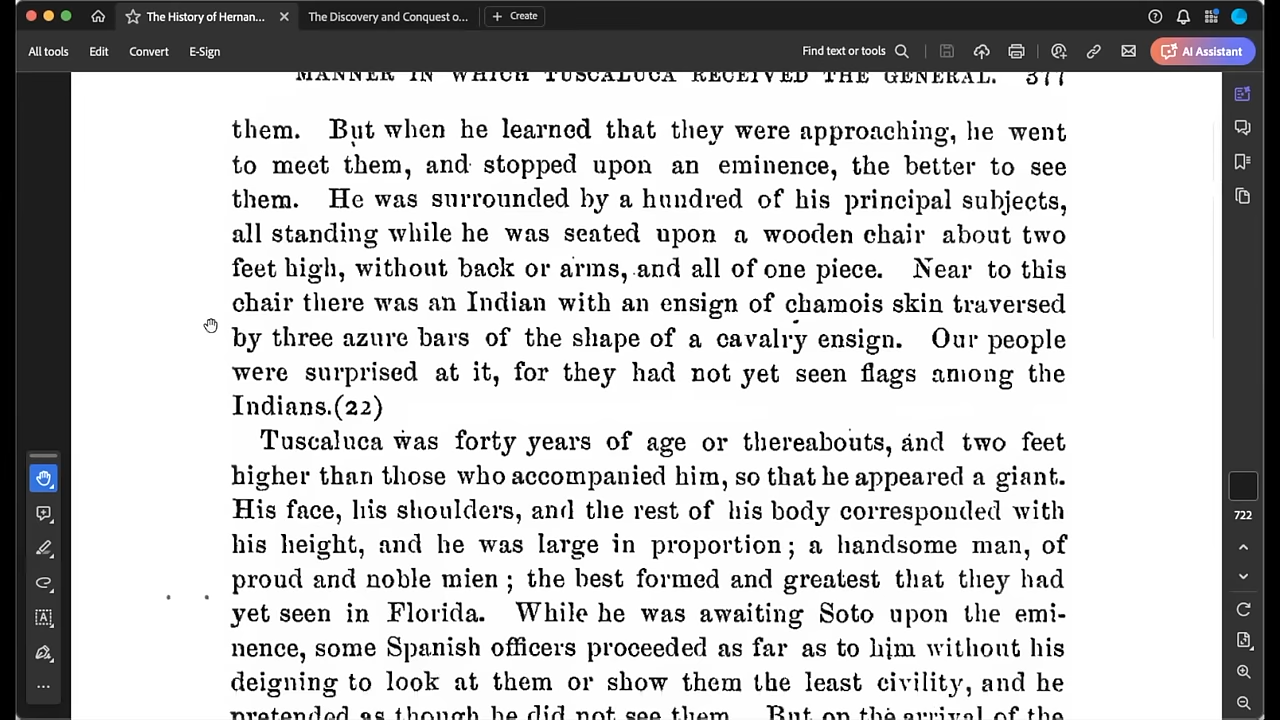 The History of Hernan...
The Discovery and Conquest o...
Create
All tools
Edit
Convert
E-Sign
Find text or tools
AI Assistant
MANNER IN WHICH TUSCALUCA RECEIVED THE GENERAL. 377
them. But when he learned that they were approaching, he went
to meet them, and stopped upon an eminence, the better to see
them. He was surrounded by a hundred of his principal subjects,
all standing while he was seated upon a wooden chair about two
feet high, without back or arms, and all of one piece. Near to this
chair there was an Indian with an ensign of chamois skin traversed
by three azure bars of the shape of a cavalry ensign. Our people
were surprised at it, for they had not yet seen flags among the
Indians.(22)
Tuscaluca was forty years of age or thereabouts, and two feet
higher than those who accompanied him, so that he appeared a giant.
His face, his shoulders, and the rest of his body corresponded with
his height, and he was large in proportion; a handsome man, of
proud and noble mien; the best formed and greatest that they had
yet seen in Florida. While he was awaiting Soto upon the emi-
nence, some Spanish officers proceeded as far as to him without his
deigning to look at them or show them the least civility, and he
pretended as though he did not see them. But on the arrival of the
722